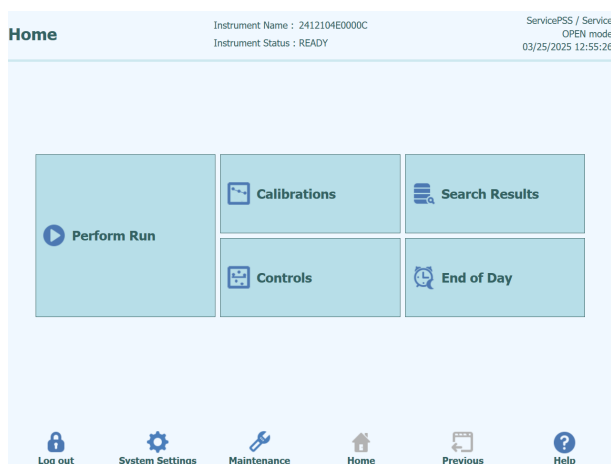 Home
Instrument Name : 2412104E0000C
Instrument Status : READY
ServicePSS / Service
OPEN mode
03/25/2025 12:55:26
Perform Run
Calibrations
Search Results
Controls
End of Day
Log out
System Settings
Maintenance
Home
Previous
Help